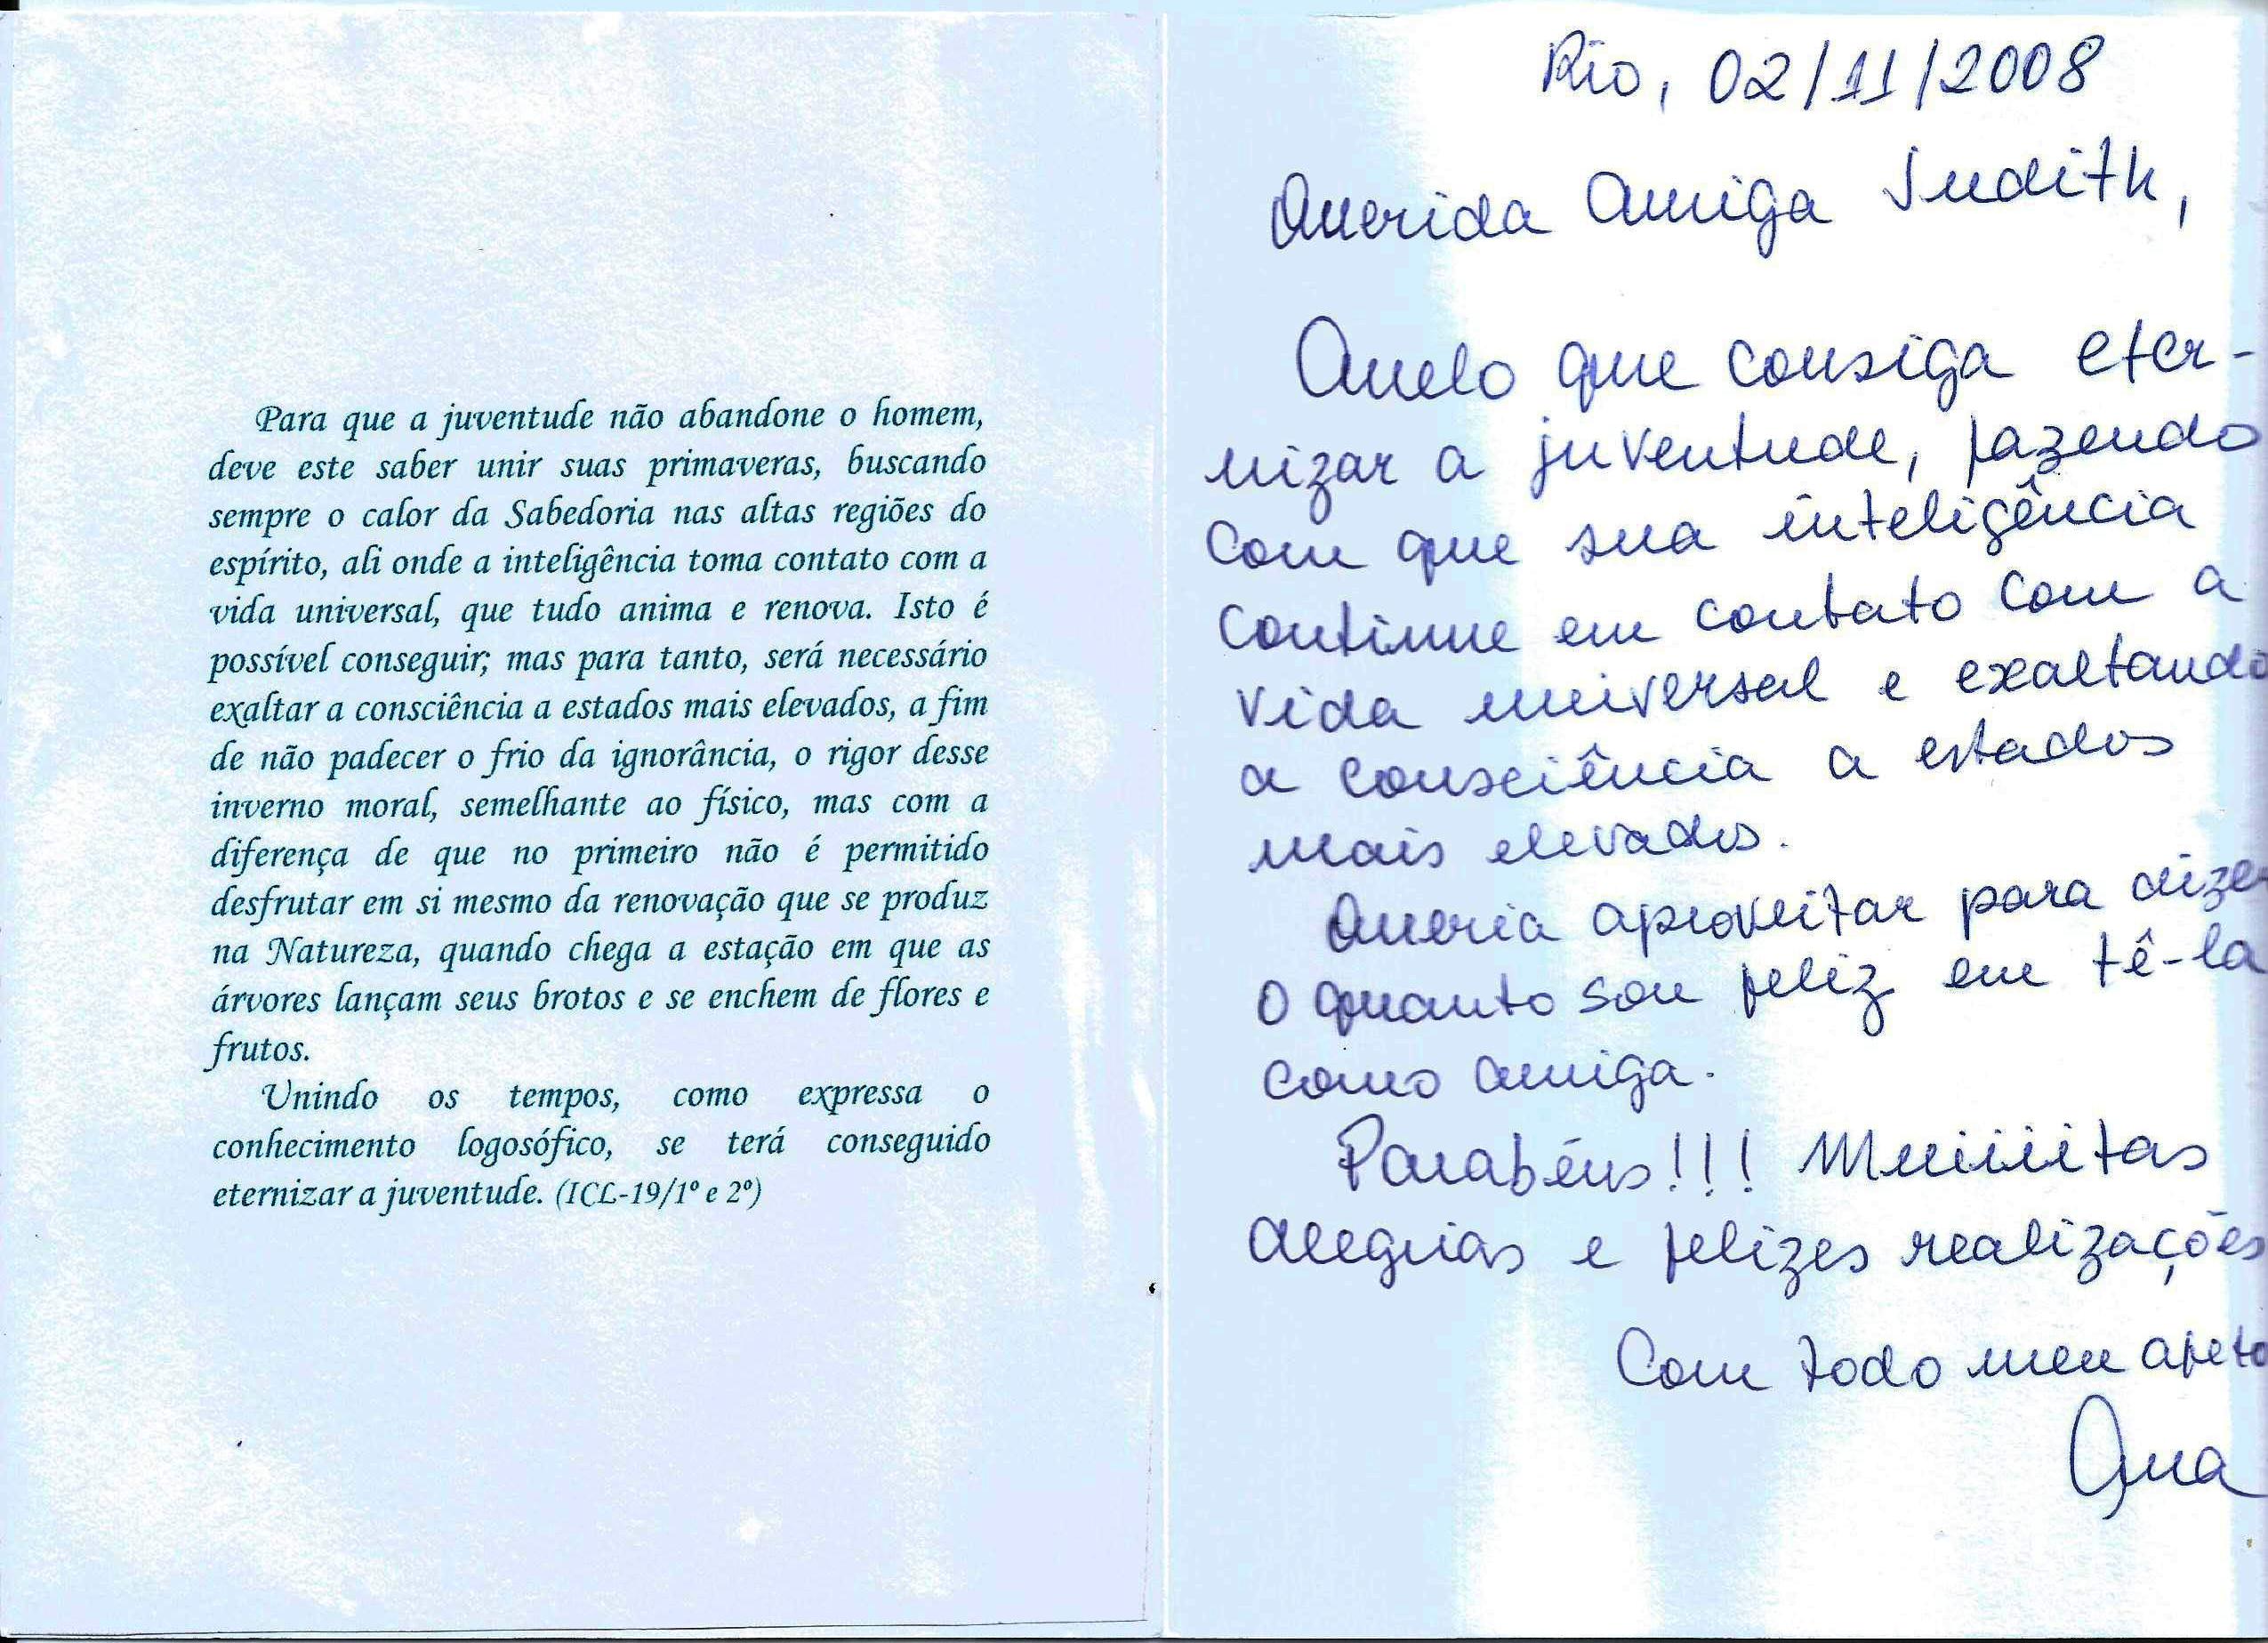 Para que a juventude não abandone o homem,
deve este saber unir suas primaveras, buscando
sempre o calor da Sabedoria nas altas regiões do
espírito, ali onde a inteligência toma contato com a
vida universal, que tudo anima e renova. Isto é
possível conseguir; mas para tanto, será necessário
exaltar a consciência a estados mais elevados, a fim
de não padecer o frio da ignorância, o rigor desse
inverno moral, semelhante ao físico, mas com a
diferença de que no primeiro não é permitido
desfrutar em si mesmo da renovação que se produz
na Natureza, quando chega a estação em que as
árvores lançam seus brotos e se enchem de flores e
frutos.
Unindo os tempos, como expressa o
conhecimento logosófico, se terá conseguido
eternizar a juventude. (ICL-19/1º e 2º)
Rio, 02/11/2008
Querida amiga Judith,
Anelo que consiga eter-
nizar a juventude, fazendo
com que sua inteligência
continue em contato com a
vida universal e exaltando
a consciência a estados
mais elevados.
Queria aproveitar para dizer
o quanto sou feliz em tê-la
como amiga.
Parabéns!!! Muiiiitas
alegrias e felizes realizações
Com todo meu afeto
Ana